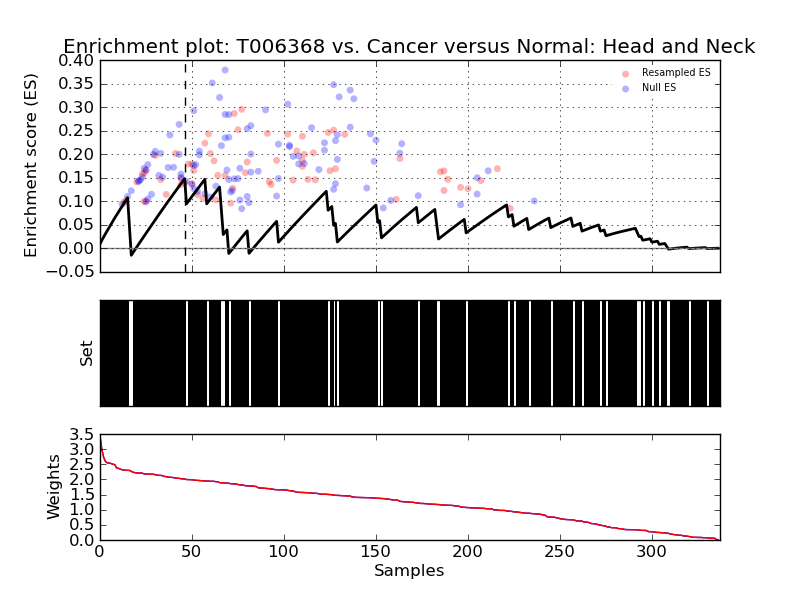 Enrichment plot: T006368 vs. Cancer versus Normal: Head and Neck
Enrichment score (ES)
0.40
0.35
0.30
0.25
0.20
0.15
0.10
0.05
0.00
−0.05
Resampled ES
Null ES
Set
Weights
3.5
3.0
2.5
2.0
1.5
1.0
0.5
0.0
0 50 100 150 200 250 300
Samples